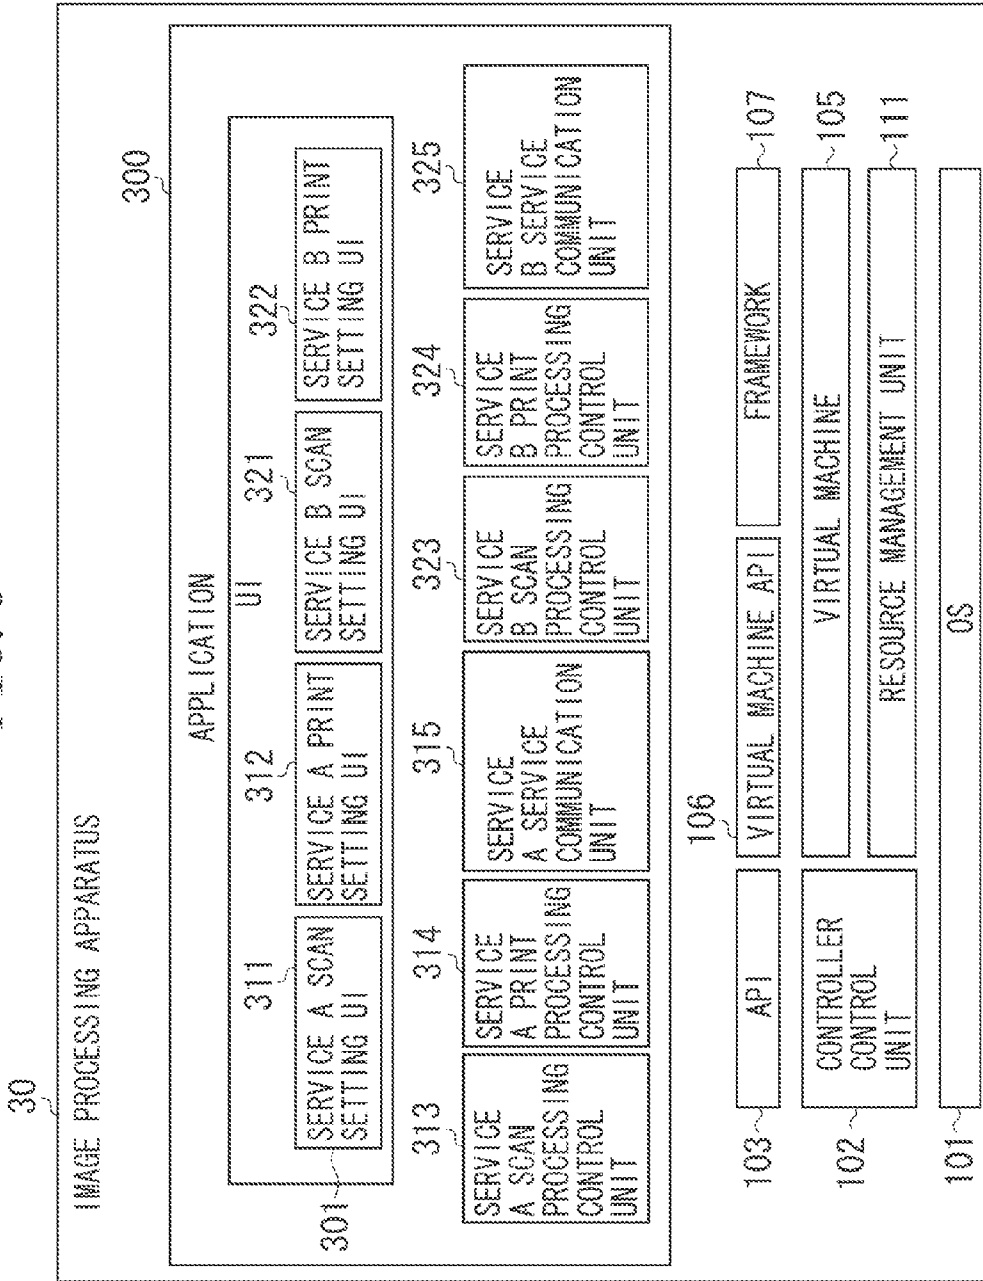 30
IMAGE PROCESSING APPARATUS
300
APPLICATION
UI
301
311
SERVICE A SCAN
SETTING UI
312
SERVICE A PRINT
SETTING UI
321
SERVICE B SCAN
SETTING UI
322
SERVICE B PRINT
SETTING UI
313
SERVICE
A SCAN
PROCESSING
CONTROL
UNIT
314
SERVICE
A PRINT
PROCESSING
CONTROL
UNIT
315
SERVICE
A SERVICE
COMMUNICATION
UNIT
323
SERVICE
B SCAN
PROCESSING
CONTROL
UNIT
324
SERVICE
B PRINT
PROCESSING
CONTROL
UNIT
325
SERVICE
B SERVICE
COMMUNICATION
UNIT
103
API
106
VIRTUAL MACHINE API
FRAMEWORK
107
102
CONTROLLER
CONTROL
UNIT
VIRTUAL MACHINE
105
RESOURCE MANAGEMENT UNIT
111
101
OS